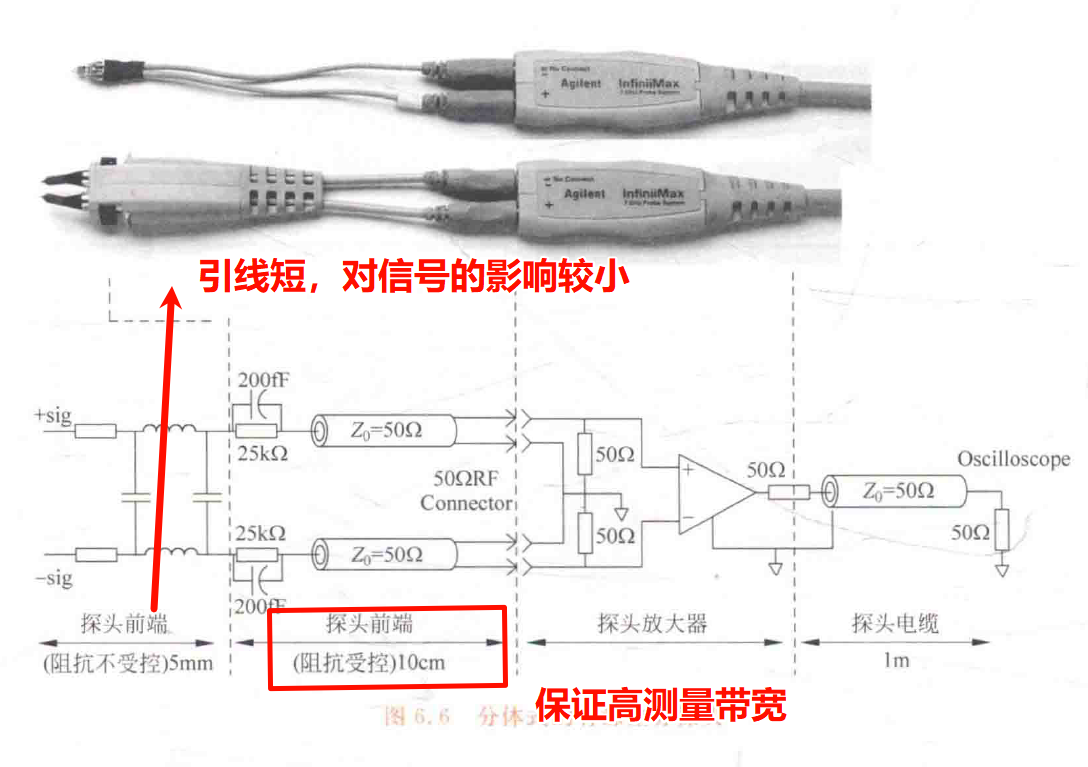 No Connect
Agilent InfiniiMax
7 GHz Probe System
No Connect
Agilent InfiniiMax
7 GHz Probe System
引线短，对信号的影响较小
200fF
+sig
25kΩ
Z₀=50Ω
50Ω
50ΩRF
Connector
50Ω
Oscilloscope
Z₀=50Ω
25kΩ
Z₀=50Ω
50Ω
50Ω
−sig
200fF
探头前端
探头前端
探头放大器
探头电缆
(阻抗不受控)5mm
(阻抗受控)10cm
1m
保证高测量带宽
图 6.6 分体式